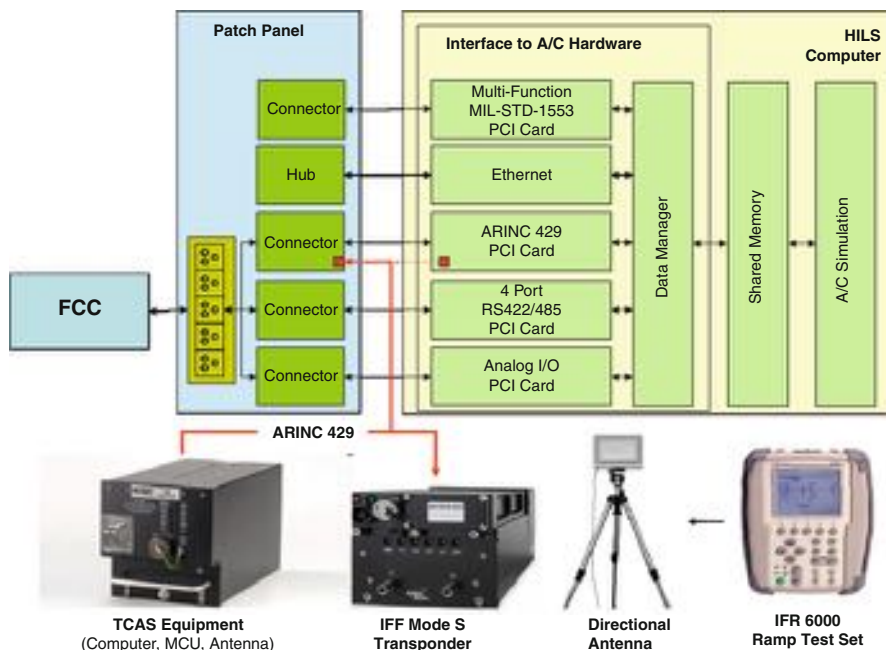 Patch Panel
Interface to A/C Hardware
HILS
Computer
Connector
Multi-Function
MIL-STD-1553
PCI Card
Hub
Ethernet
Connector
ARINC 429
PCI Card
FCC
Connector
4 Port
RS422/485
PCI Card
Connector
Analog I/O
PCI Card
Data Manager
Shared Memory
A/C Simulation
ARINC 429
TCAS Equipment
(Computer, MCU, Antenna)
IFF Mode S
Transponder
Directional
Antenna
IFR 6000
Ramp Test Set